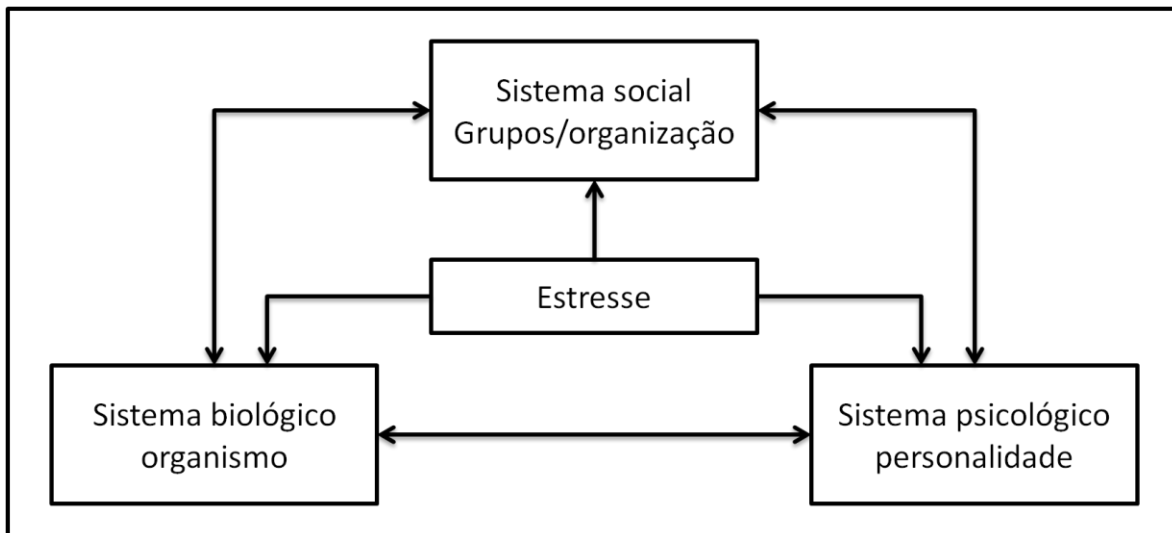 Sistema social
Grupos/organização
Estresse
Sistema biológico
organismo
Sistema psicológico
personalidade